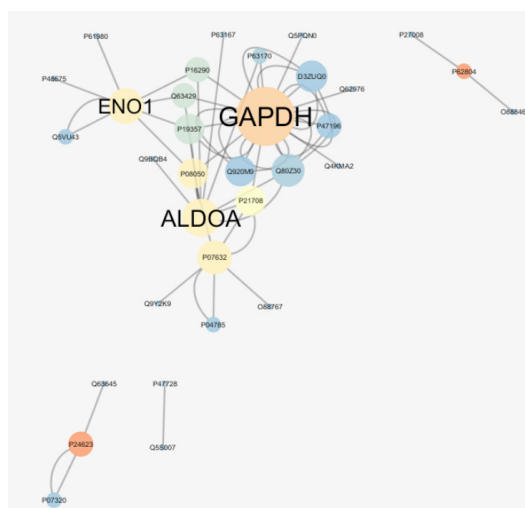 P61980
P63167
Q5PQN0
P27008
P63170
P16290
D3ZUQ0
P62804
P48675
Q63429
Q62976
ENO1
GAPDH
O88846
Q5VU43
P19357
P47196
Q9BQB4
P08050
Q920M9
Q80Z30
Q4KMA2
P21708
ALDOA
P07632
Q9Y2K9
O88767
P04785
Q63645
P47728
P24623
Q5S007
P07320